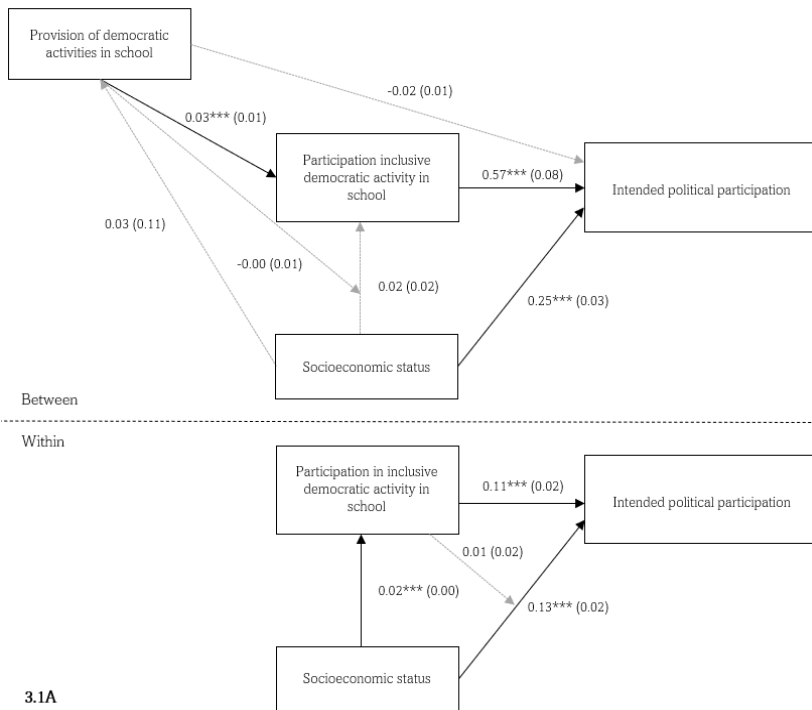 Provision of democratic
activities in school
-0.02 (0.01)
0.03*** (0.01)
Participation inclusive
democratic activity in
school
0.57*** (0.08)
Intended political participation
0.03 (0.11)
-0.00 (0.01)
0.02 (0.02)
0.25*** (0.03)
Socioeconomic status
Between
Within
Participation in inclusive
democratic activity in
school
0.11*** (0.02)
Intended political participation
0.01 (0.02)
0.02*** (0.00)
0.13*** (0.02)
Socioeconomic status
3.1A